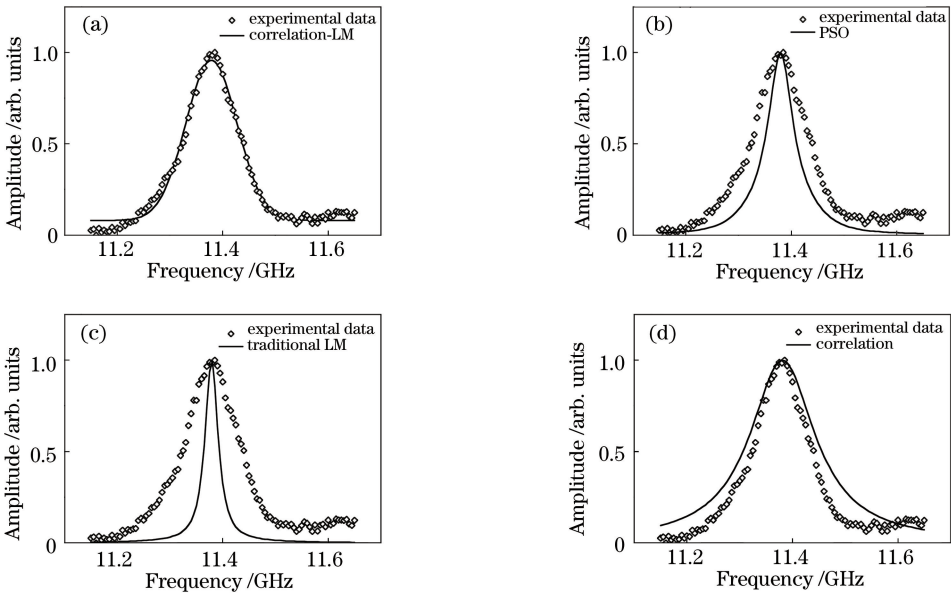 (a)
experimental data
correlation-LM
1.0
0.5
0
Amplitude /arb. units
11.2 11.4 11.6
Frequency /GHz
(b)
experimental data
PSO
1.0
0.5
0
Amplitude /arb. units
11.2 11.4 11.6
Frequency /GHz
(c)
experimental data
traditional LM
1.0
0.5
0
Amplitude /arb. units
11.2 11.4 11.6
Frequency /GHz
(d)
experimental data
correlation
1.0
0.5
0
Amplitude /arb. units
11.2 11.4 11.6
Frequency /GHz